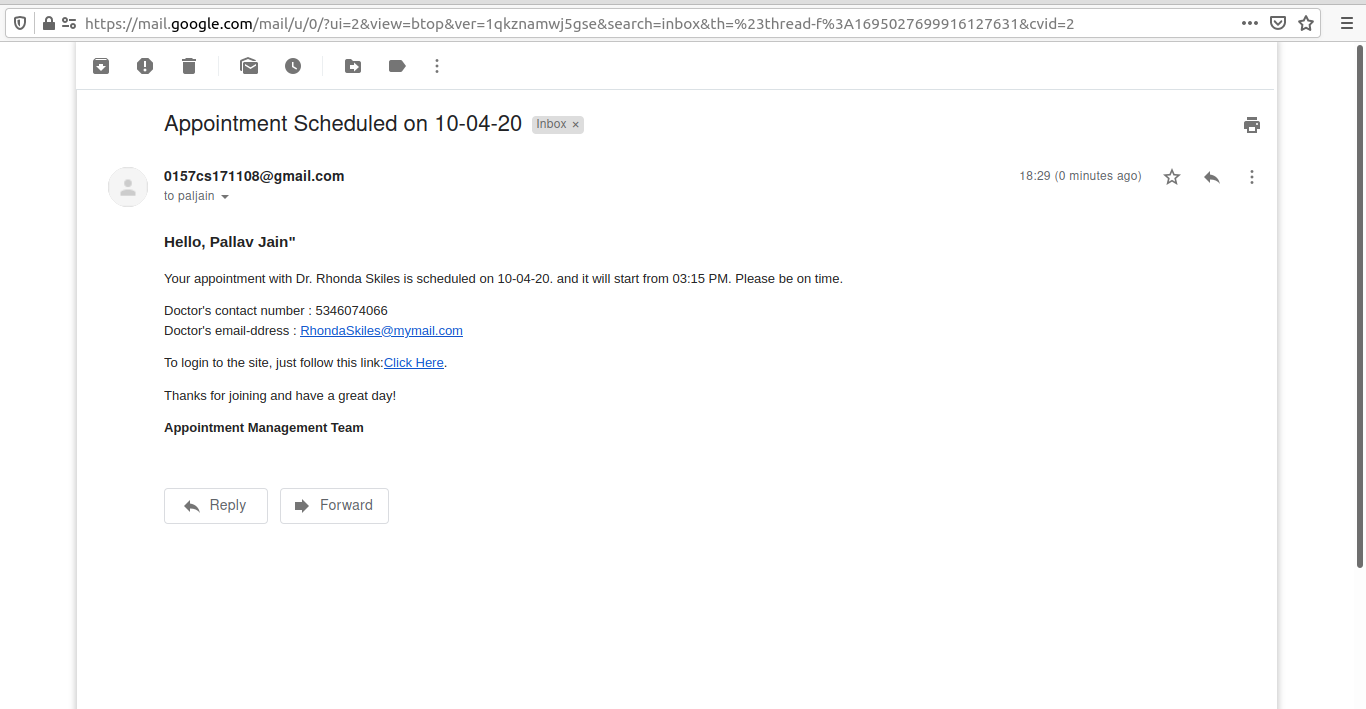 https://mail.google.com/mail/u/0/?ui=2&view=btop&ver=1qkznamwj5gse&search=inbox&th=%23thread-f%3A1695027699916127631&cvid=2
Appointment Scheduled on 10-04-20 Inbox ×
0157cs171108@gmail.com 18:29 (0 minutes ago)
to paljain
Hello, Pallav Jain"
Your appointment with Dr. Rhonda Skiles is scheduled on 10-04-20. and it will start from 03:15 PM. Please be on time.
Doctor's contact number : 5346074066
Doctor's email-ddress : RhondaSkiles@mymail.com
To login to the site, just follow this link:Click Here.
Thanks for joining and have a great day!
Appointment Management Team
Reply Forward